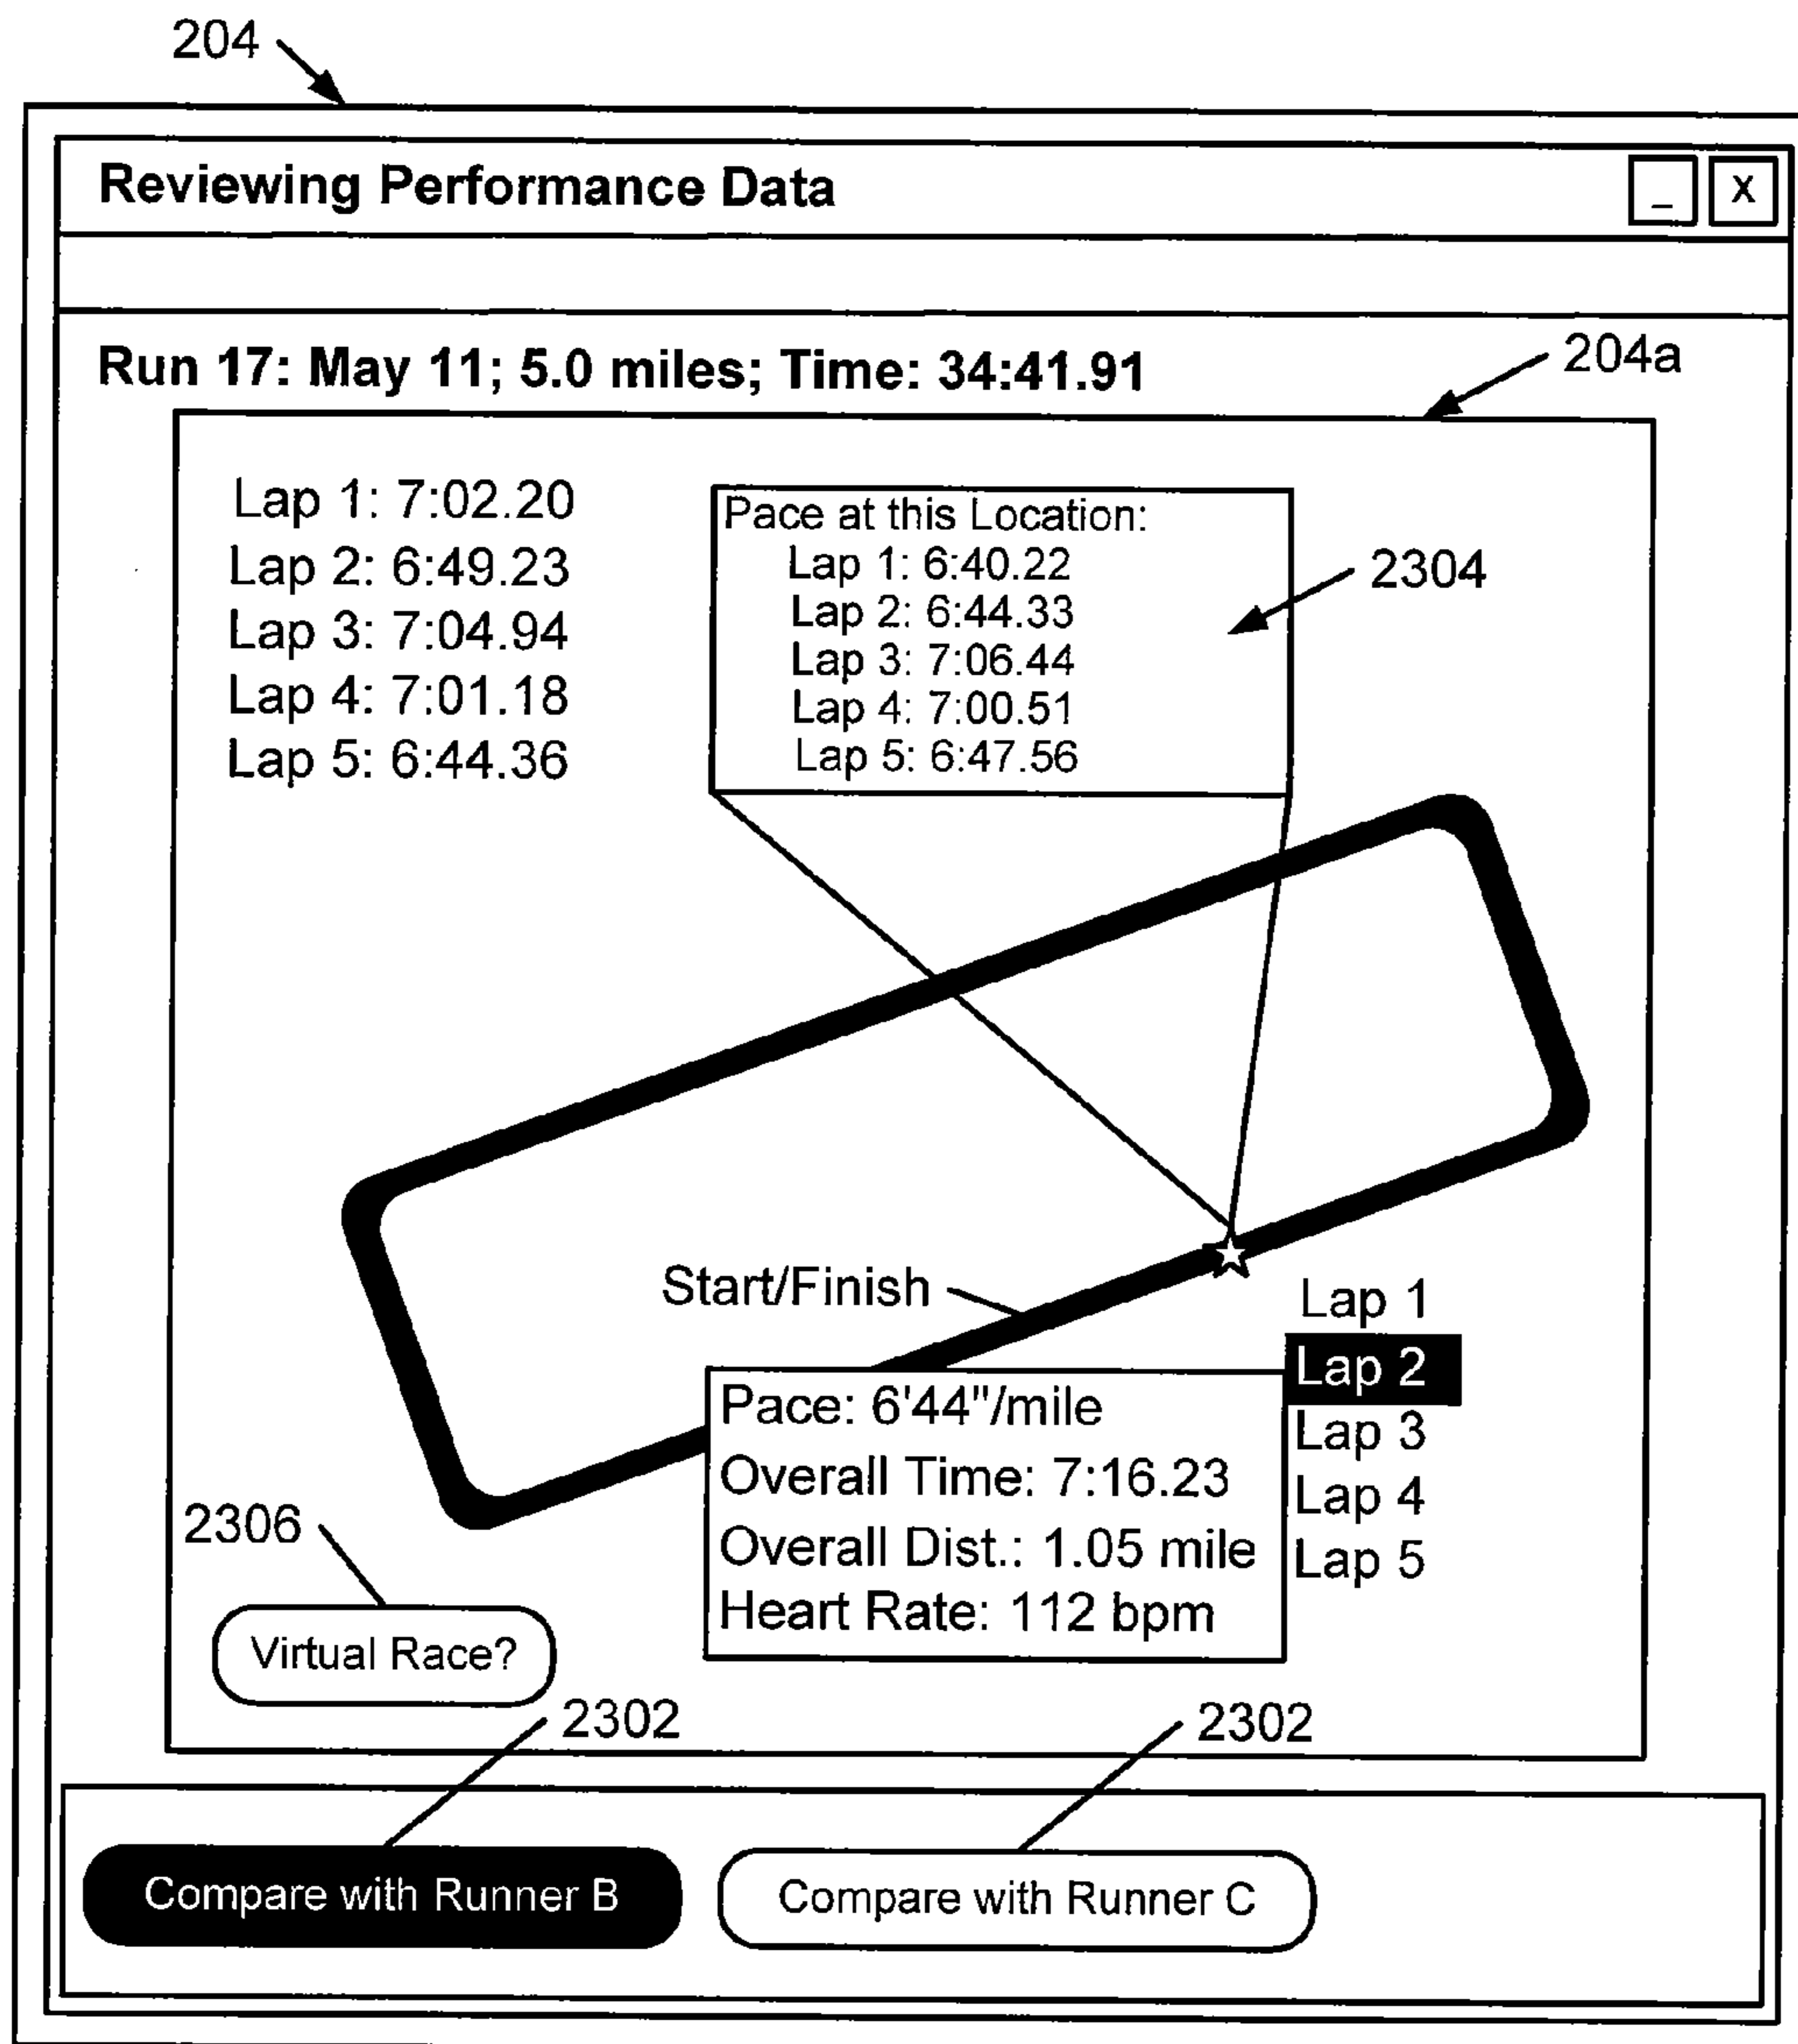 204
Reviewing Performance Data
_ X
Run 17: May 11; 5.0 miles; Time: 34:41.91
204a
Lap 1: 7:02.20
Lap 2: 6:49.23
Lap 3: 7:04.94
Lap 4: 7:01.18
Lap 5: 6:44.36
Pace at this Location:
Lap 1: 6:40.22
Lap 2: 6:44.33
Lap 3: 7:06.44
Lap 4: 7:00.51
Lap 5: 6:47.56
2304
Start/Finish
Pace: 6'44"/mile
Overall Time: 7:16.23
Overall Dist.: 1.05 mile
Heart Rate: 112 bpm
Lap 1
Lap 2
Lap 3
Lap 4
Lap 5
2306
Virtual Race?
2302
2302
Compare with Runner B
Compare with Runner C